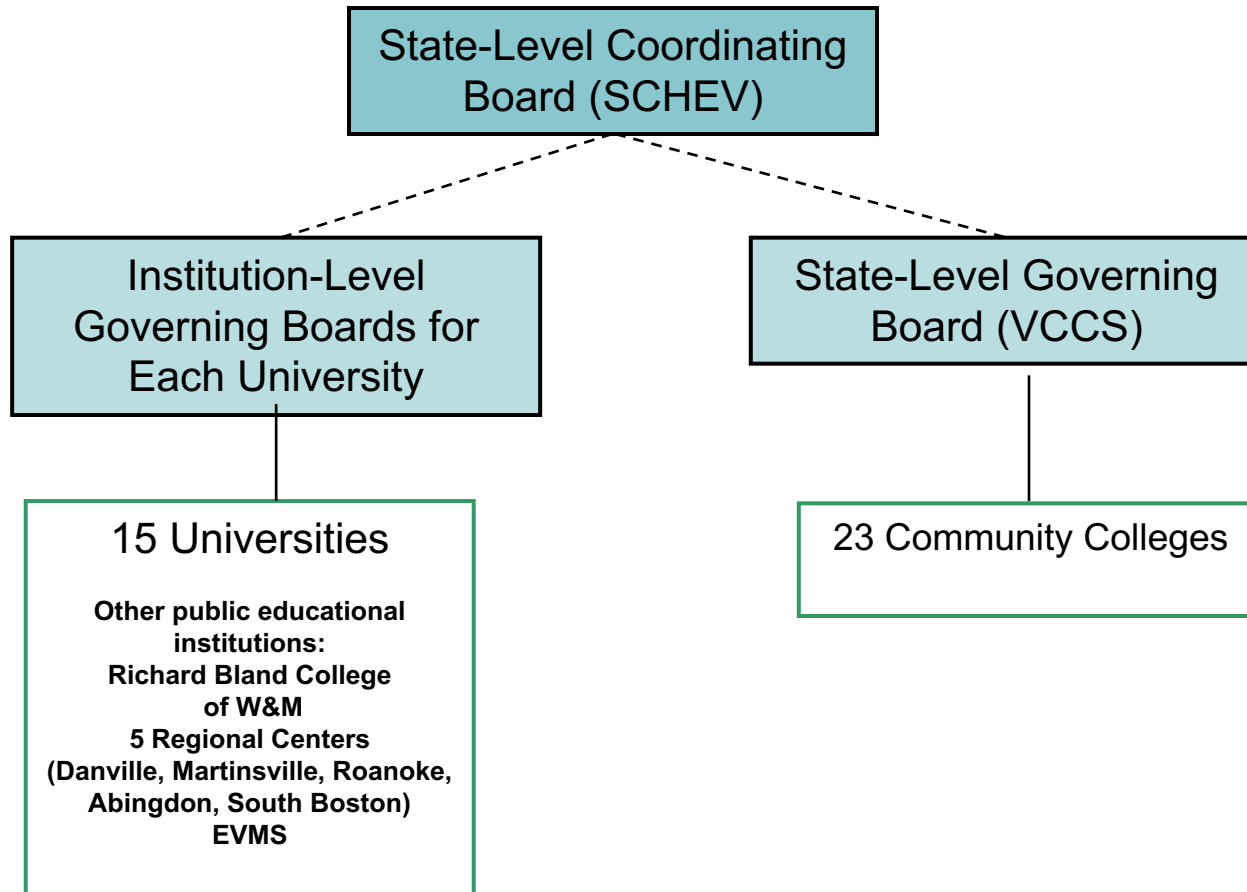 State-Level Coordinating
Board (SCHEV)
Institution-Level
Governing Boards for
Each University
State-Level Governing
Board (VCCS)
15 Universities
Other public educational
institutions:
Richard Bland College
of W&M
5 Regional Centers
(Danville, Martinsville, Roanoke,
Abingdon, South Boston)
EVMS
23 Community Colleges